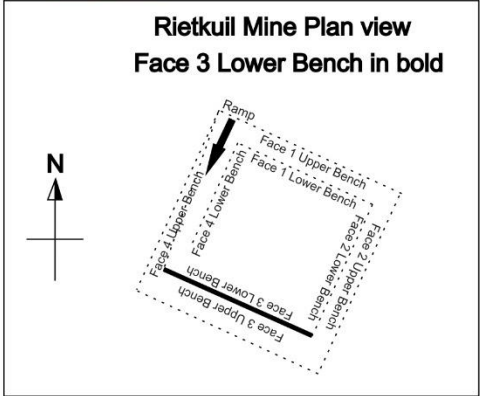 Rietkuil Mine Plan view
Face 3 Lower Bench in bold
Ramp
Face 1 Upper Bench
Face 1 Lower Bench
N
Face 4 Upper Bench
Face 4 Lower Bench
Face 2 Lower Bench
Face 2 Upper Bench
Face 3 Lower Bench
Face 3 Upper Bench